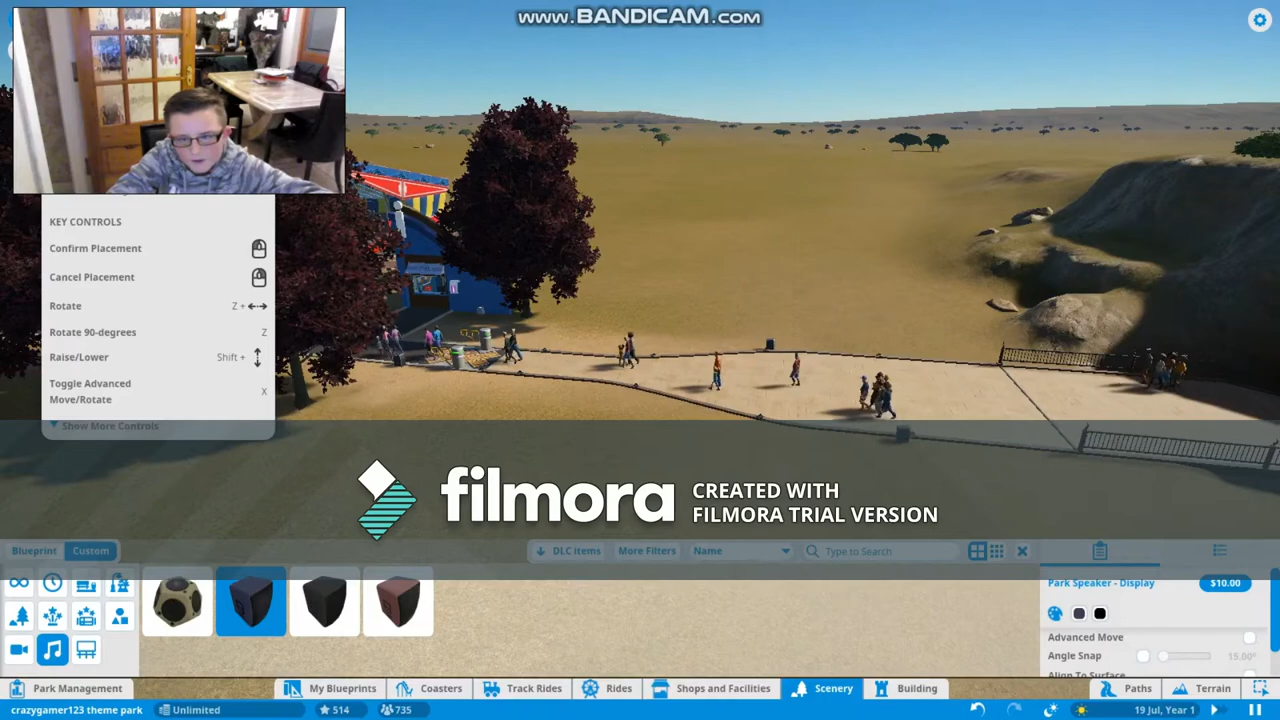 www.BANDICAM.com
KEY CONTROLS
Confirm Placement
Cancel Placement
Rotate Z +
Rotate 90-degrees Z
Raise/Lower Shift +
Toggle Advanced
Move/Rotate X
Show More Controls
filmora CREATED WITH
FILMORA TRIAL VERSION
Blueprint Custom DLC Items More Filters Name Type to Search
Park Speaker - Display $10.00
Advanced Move
Angle Snap 15.00°
Align To Surface
Park Management My Blueprints Coasters Track Rides Rides Shops and Facilities Scenery Building Paths Terrain
crazygamer123 theme park Unlimited 514 735 19 Jul, Year 1